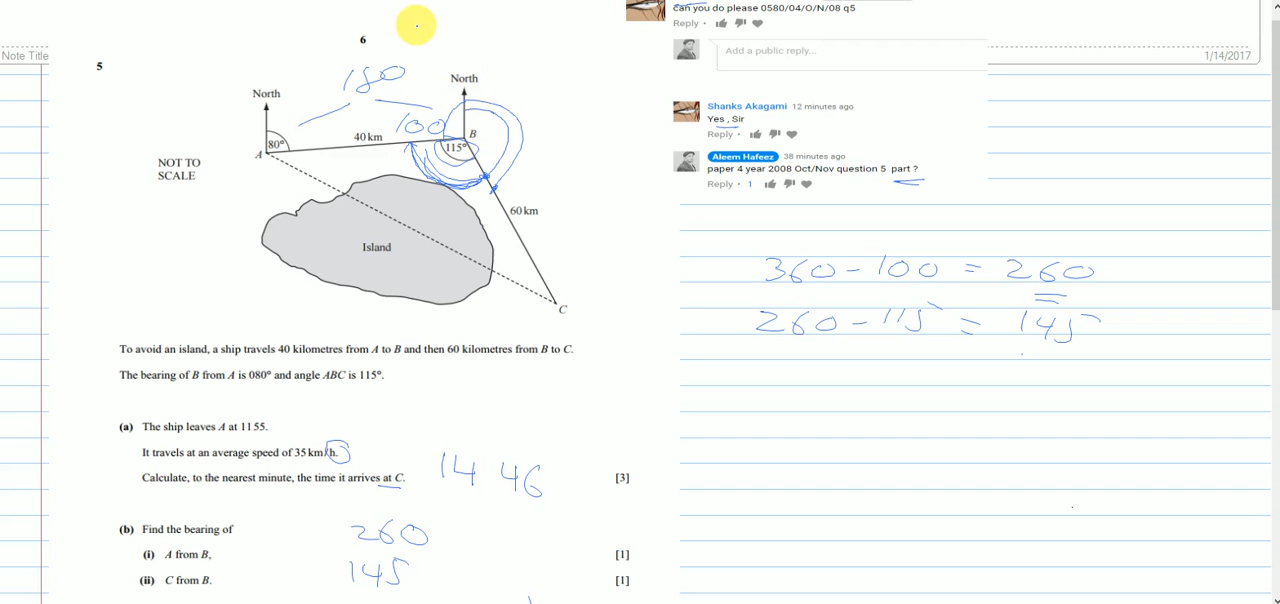 can you do please 0580/04/O/N/08 q5
Reply
Add a public reply...
Note Title
1/14/2017
6
5
180
North
North
100
B
40 km
80°
115°
A
NOT TO
SCALE
60 km
Island
C
Shanks Akagami 12 minutes ago
Yes , Sir
Reply
Aleem Hafeez 38 minutes ago
paper 4 year 2008 Oct/Nov question 5 part ?
Reply 1
360 - 100 = 260
260 - 115 = 145
To avoid an island, a ship travels 40 kilometres from A to B and then 60 kilometres from B to C.
The bearing of B from A is 080° and angle ABC is 115°.
(a) The ship leaves A at 1155.
It travels at an average speed of 35 km/h.
Calculate, to the nearest minute, the time it arrives at C. 14 46 [3]
(b) Find the bearing of
260
(i) A from B, [1]
145
(ii) C from B. [1]